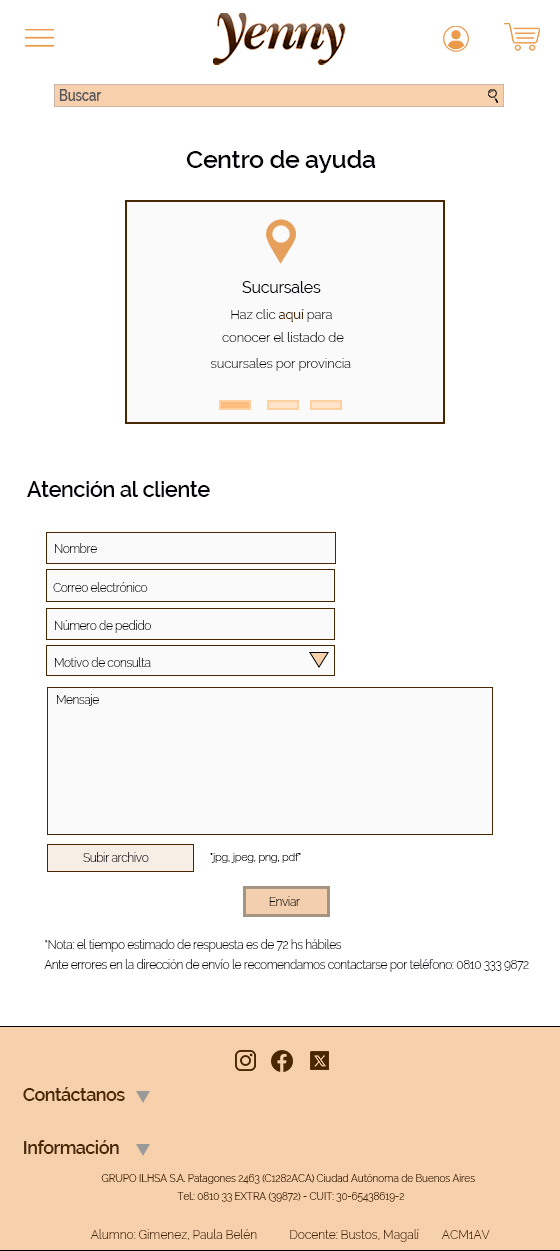 Yenny
Buscar
Centro de ayuda
Sucursales
Haz clic aquí para
conocer el listado de
sucursales por provincia
Atención al cliente
Nombre
Correo electrónico
Número de pedido
Motivo de consulta
Mensaje
Subir archivo
"jpg, jpeg, png, pdf"
Enviar
*Nota: el tiempo estimado de respuesta es de 72 hs hábiles
Ante errores en la dirección de envío le recomendamos contactarse por teléfono: 0810 333 9872
Contáctanos
Información
GRUPO ILHSA S.A. Patagones 2463 (C1282ACA) Ciudad Autónoma de Buenos Aires
Tel.: 0810 33 EXTRA (39872) - CUIT: 30-65438619-2
Alumno: Gimenez, Paula Belén Docente: Bustos, Magalí ACM1AV